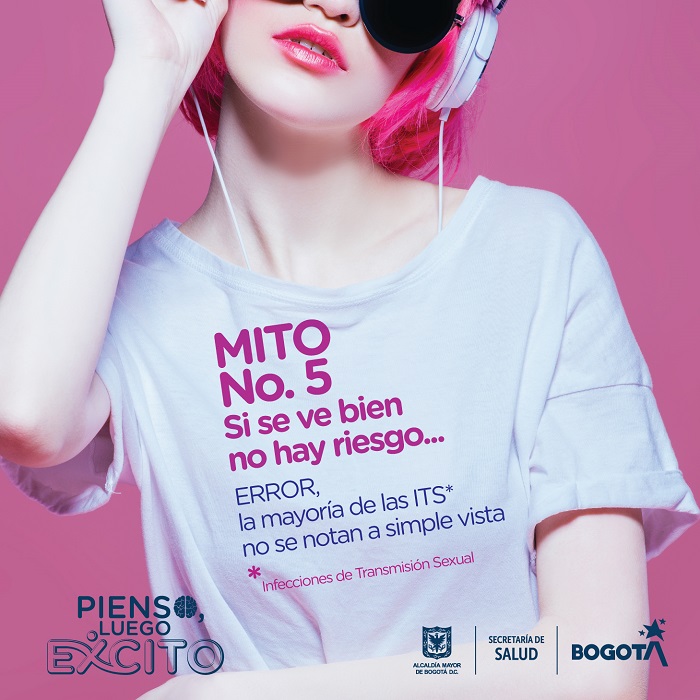 MITO
No. 5
Si se ve bien
no hay riesgo...
ERROR,
la mayoría de las ITS*
no se notan a simple vista
* Infecciones de Transmisión Sexual
PIENSO,
LUEGO
EXCITO
ALCALDÍA MAYOR
DE BOGOTÁ D.C.
SECRETARÍA DE
SALUD
BOGOTÁ